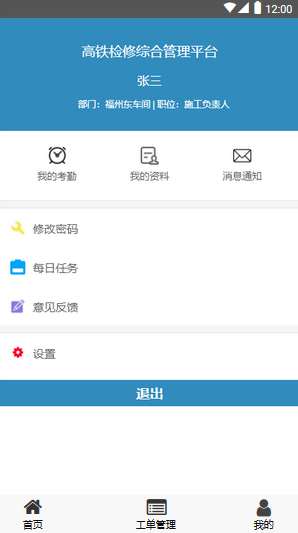 12:00
高铁检修综合管理平台
张三
部门：福州东车间 | 职位：施工负责人
我的考勤 我的资料 消息通知
修改密码
每日任务
意见反馈
设置
退出
首页 工单管理 我的